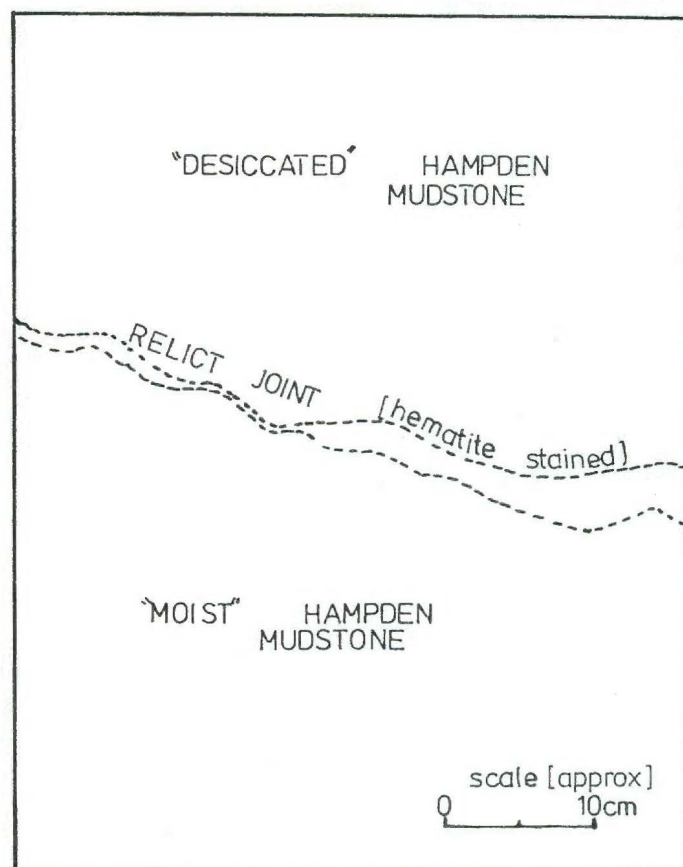 "DESICCATED" HAMPDEN
MUDSTONE
RELICT JOINT [hematite stained]
"MOIST" HAMPDEN
MUDSTONE
scale [approx]
0 10cm